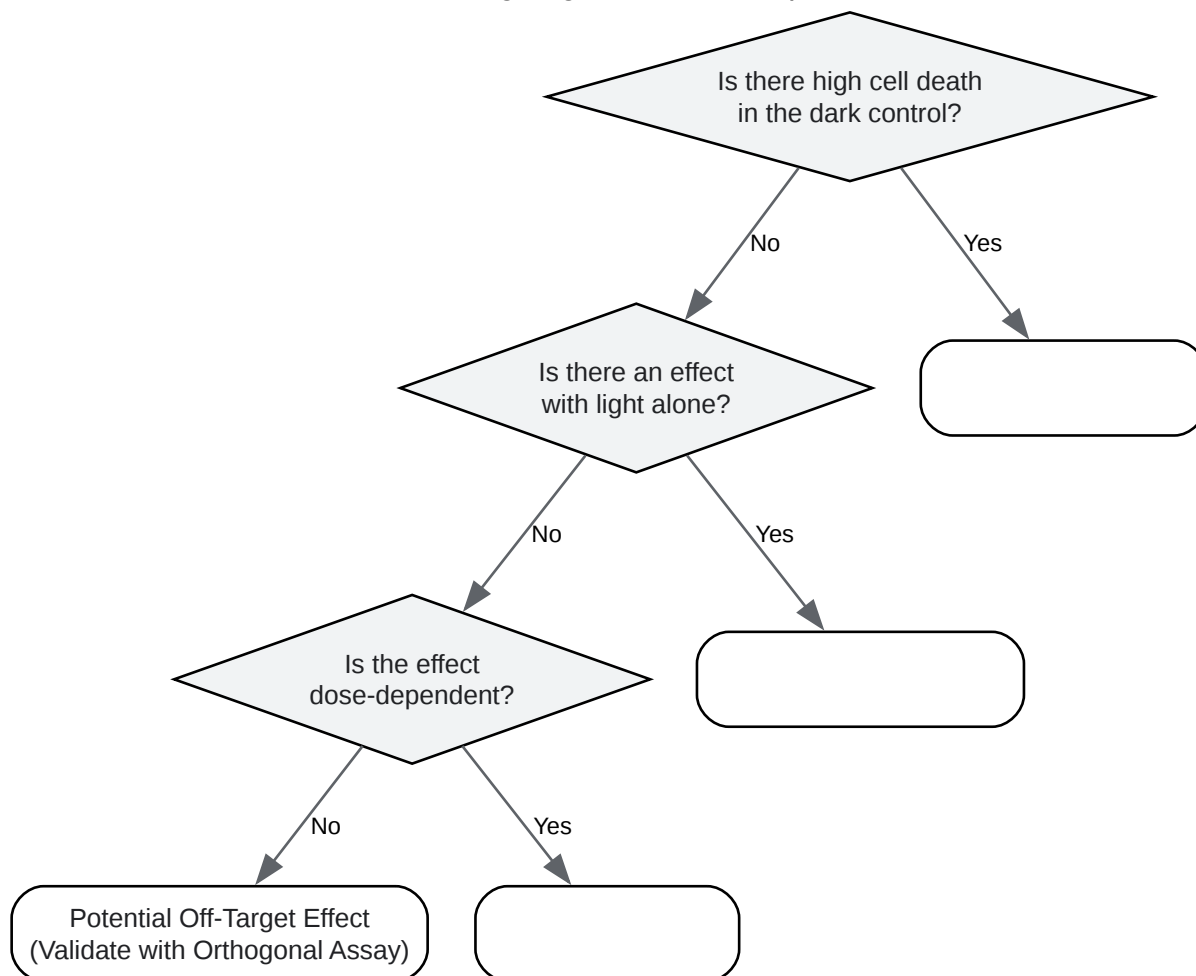 Is there high cell death
in the dark control?
No
Yes
Is there an effect
with light alone?
No
Yes
Is the effect
dose-dependent?
No
Yes
Potential Off-Target Effect
(Validate with Orthogonal Assay)